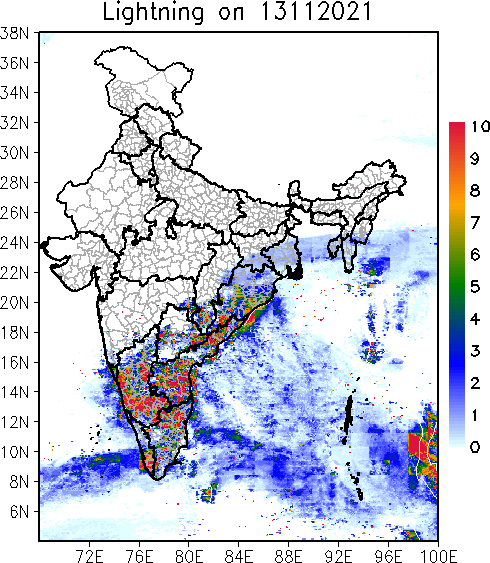 Lightning on 13112021
38N
36N
34N
32N
30N
28N
26N
24N
22N
20N
18N
16N
14N
12N
10N
8N
6N
10
9
8
7
6
5
4
3
2
1
0
72E 76E 80E 84E 88E 92E 96E 100E